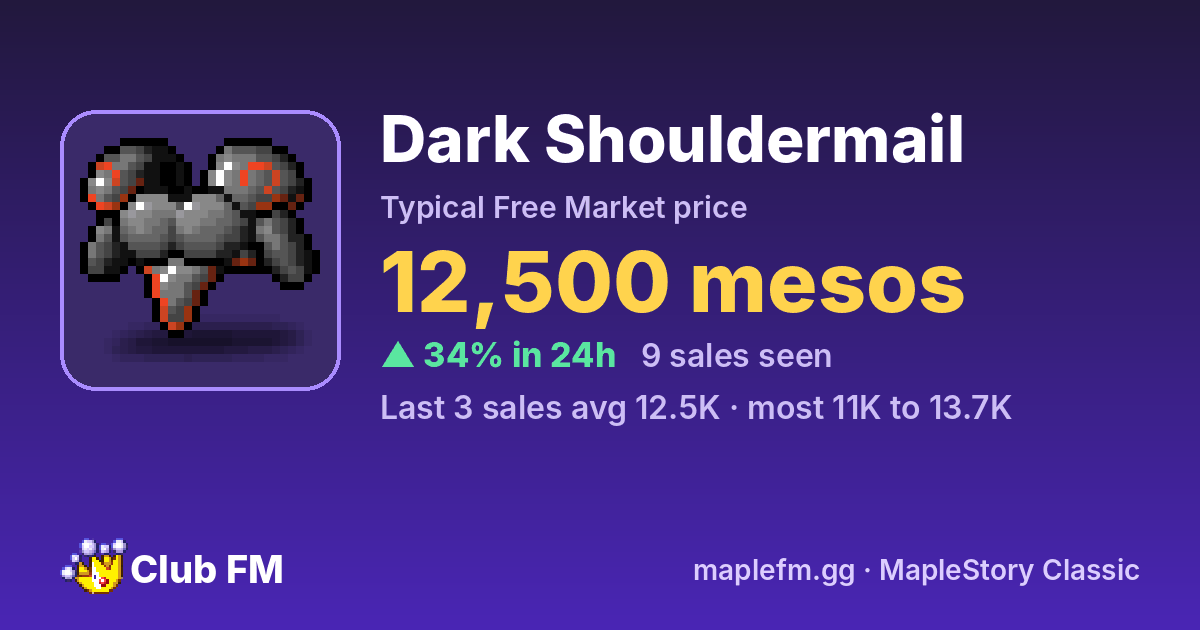 Dark Shouldermail
Typical Free Market price
12,500 mesos
▲ 34% in 24h 9 sales seen
Last 3 sales avg 12.5K · most 11K to 13.7K
Club FM
maplefm.gg · MapleStory Classic